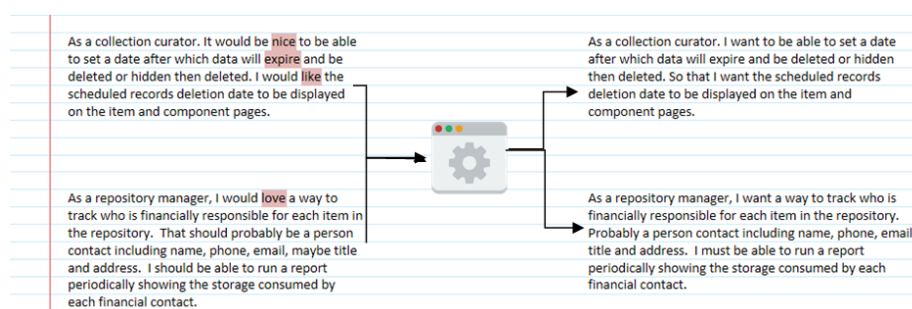 As a collection curator. It would be nice to be able
to set a date after which data will expire and be
deleted or hidden then deleted. I would like the
scheduled records deletion date to be displayed
on the item and component pages.
As a repository manager, I would love a way to
track who is financially responsible for each item in
the repository.  That should probably be a person
contact including name, phone, email, maybe title
and address.  I should be able to run a report
periodically showing the storage consumed by
each financial contact.
As a collection curator. I want to be able to set a date
after which data will expire and be deleted or hidden
then deleted. So that I want the scheduled records
deletion date to be displayed on the item and
component pages.
As a repository manager, I want a way to track who is
financially responsible for each item in the repository.
Probably a person contact including name, phone, email
title and address.  I must be able to run a report
periodically showing the storage consumed by each
financial contact.